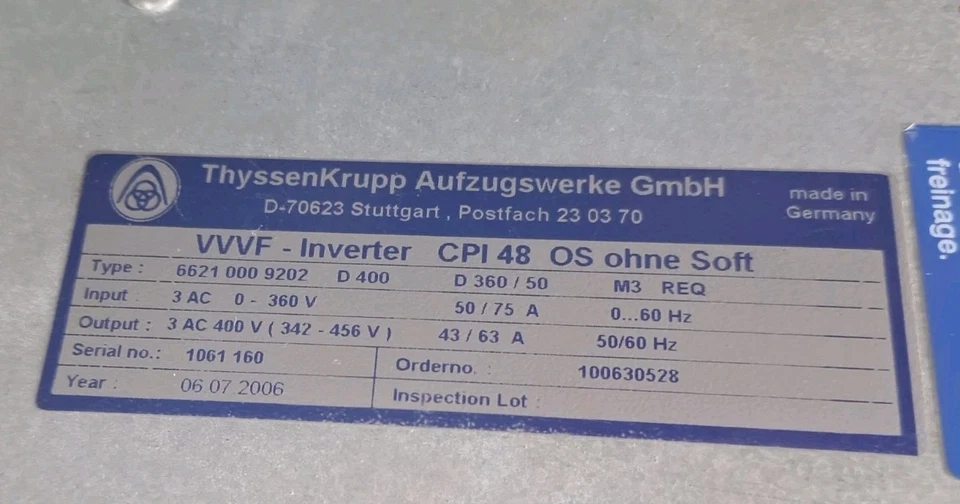 ThyssenKrupp Aufzugswerke GmbH
D-70623 Stuttgart , Postfach 23 03 70
made in
Germany
VVVF - Inverter CPI 48 OS ohne Soft
Type : 6621 000 9202 D 400 D 360 / 50 M3 REQ
Input : 3 AC 0 - 360 V 50 / 75 A 0...60 Hz
Output : 3 AC 400 V ( 342 - 456 V ) 43 / 63 A 50/60 Hz
Serial no.: 1061 160
Orderno. : 100630528
Year : 06.07.2006
Inspection Lot :
freinage.